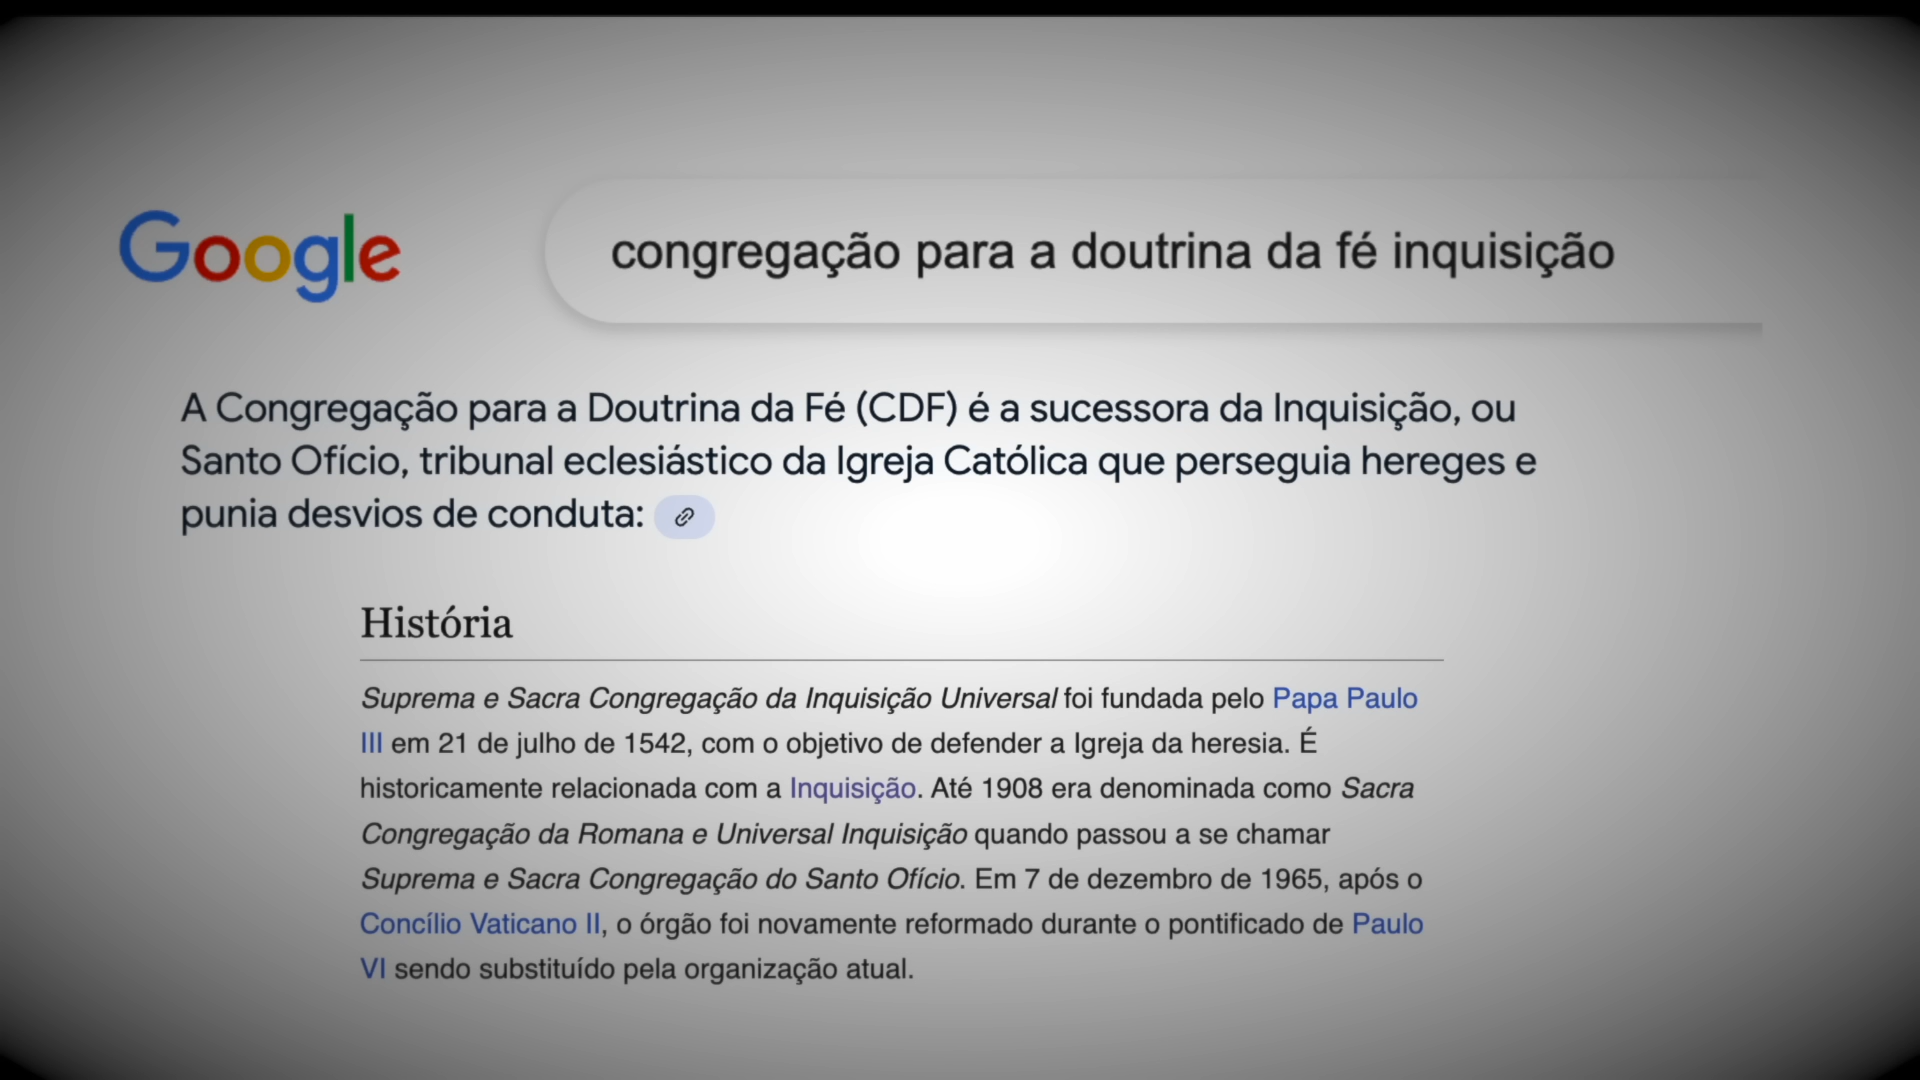 Google
congregação para a doutrina da fé inquisição
A Congregação para a Doutrina da Fé (CDF) é a sucessora da Inquisição, ou
Santo Ofício, tribunal eclesiástico da Igreja Católica que perseguia hereges e
punia desvios de conduta:
História
Suprema e Sacra Congregação da Inquisição Universal foi fundada pelo Papa Paulo
III em 21 de julho de 1542, com o objetivo de defender a Igreja da heresia. É
historicamente relacionada com a Inquisição. Até 1908 era denominada como Sacra
Congregação da Romana e Universal Inquisição quando passou a se chamar
Suprema e Sacra Congregação do Santo Ofício. Em 7 de dezembro de 1965, após o
Concílio Vaticano II, o órgão foi novamente reformado durante o pontificado de Paulo
VI sendo substituído pela organização atual.